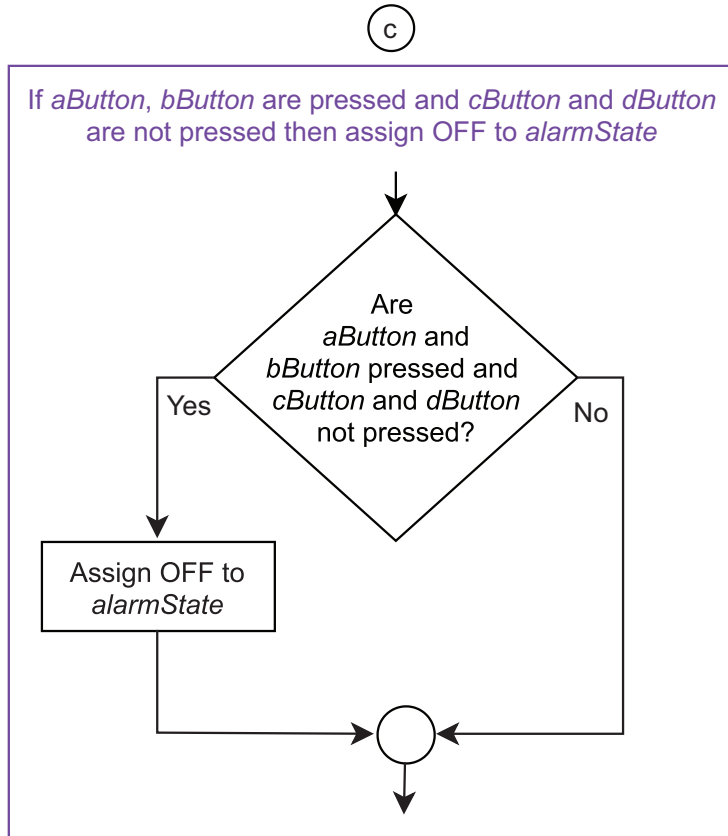 c
If aButton, bButton are pressed and cButton and dButton
are not pressed then assign OFF to alarmState
Are
aButton and
bButton pressed and
cButton and dButton
not pressed?
Yes
No
Assign OFF to
alarmState